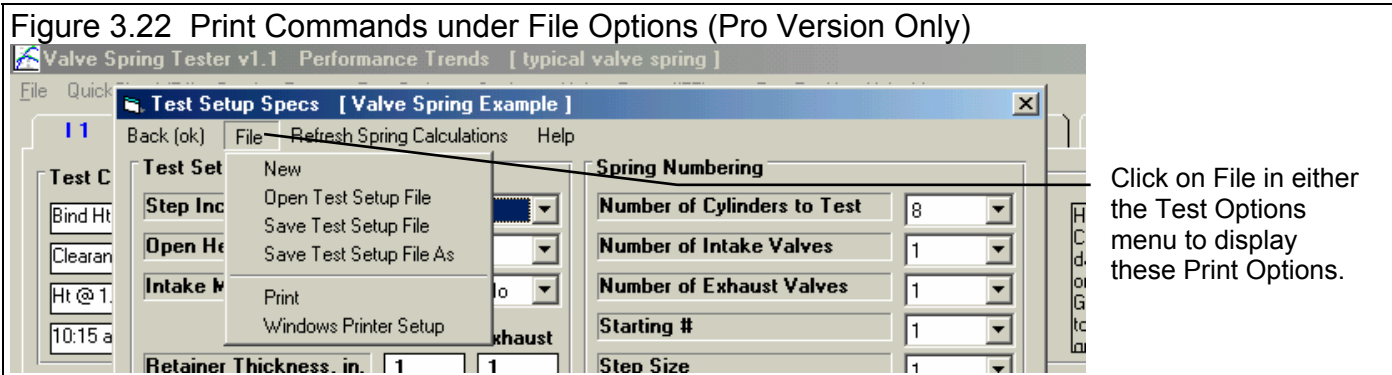 Figure 3.22 Print Commands under File Options (Pro Version Only)
Valve Spring Tester v1.1 Performance Trends [ typical valve spring ]
File Quick
Test Setup Specs [ Valve Spring Example ]
I 1
Back (ok) File Refresh Spring Calculations Help
Test C
Test Set
New
Open Test Setup File
Save Test Setup File
Save Test Setup File As
Print
Windows Printer Setup
Bind Ht
Clearan
Ht @ 1.
10:15 a
Step Inc
Open He
Intake M
lo
xhaust
Retainer Thickness, in. 1 1
Spring Numbering
Number of Cylinders to Test 8
Number of Intake Valves 1
Number of Exhaust Valves 1
Starting # 1
Step Size 1
Click on File in either
the Test Options
menu to display
these Print Options.